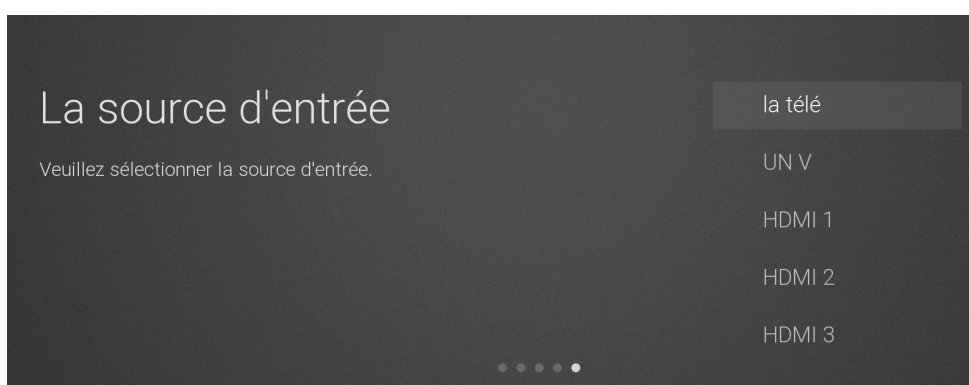 La source d'entrée
Veuillez sélectionner la source d'entrée.
la télé
UN V
HDMI 1
HDMI 2
HDMI 3